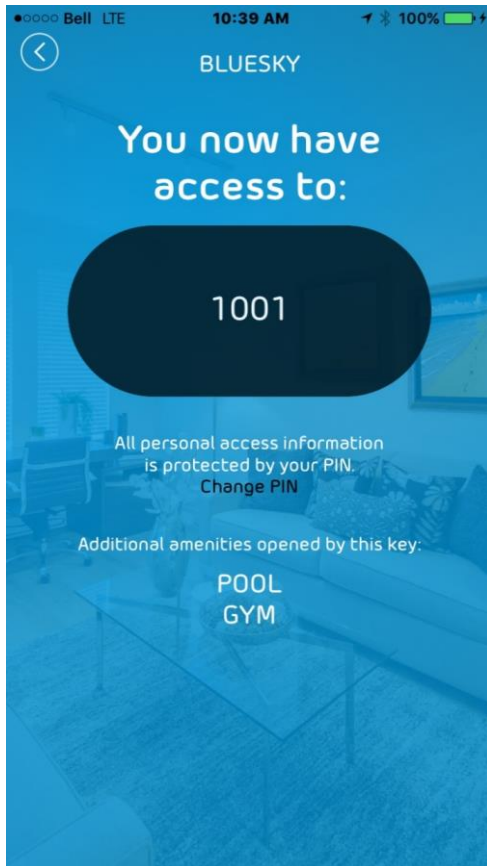 Bell LTE 10:39 AM 100%
BLUESKY
You now have
access to:
1001
All personal access information
is protected by your PIN.
Change PIN
Additional amenities opened by this key:
POOL
GYM